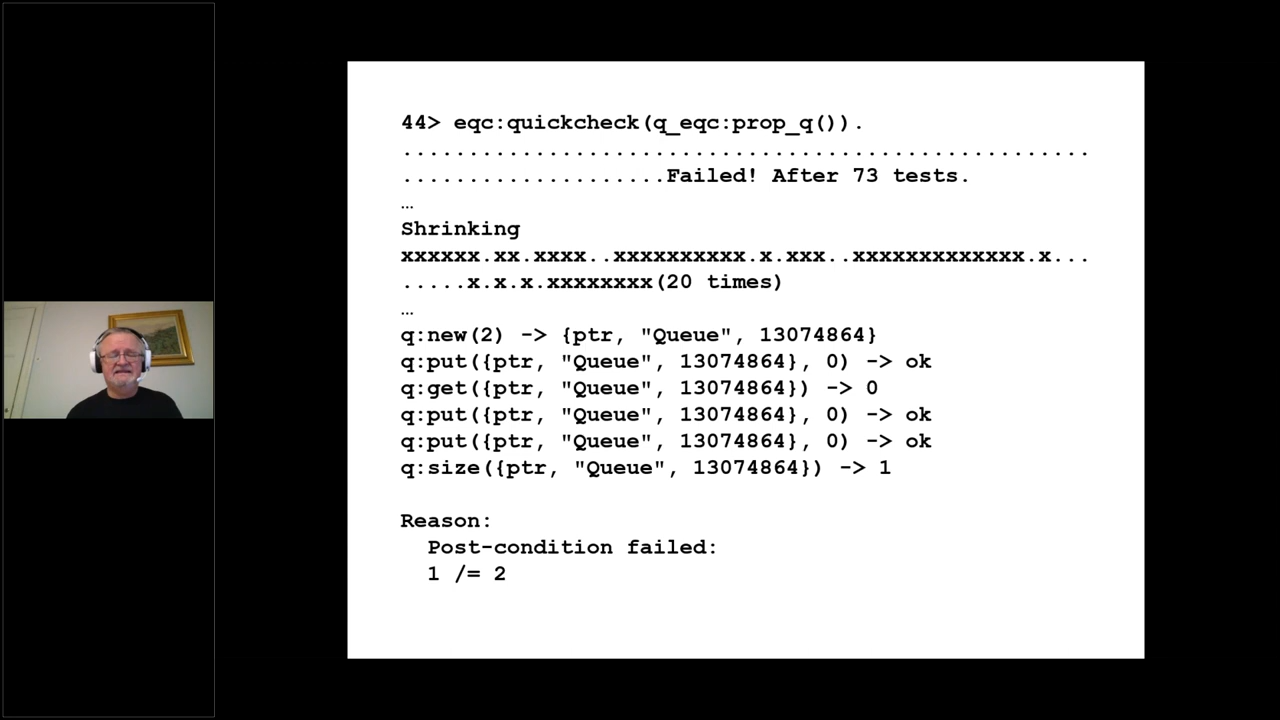 44> eqc:quickcheck(q_eqc:prop_q()).
....................................................
....................Failed! After 73 tests.
…
Shrinking
xxxxxx.xx.xxxx..xxxxxxxxxx.x.xxx..xxxxxxxxxxxxx.x...
.....x.x.x.xxxxxxxx(20 times)
…
q:new(2) -> {ptr, "Queue", 13074864}
q:put({ptr, "Queue", 13074864}, 0) -> ok
q:get({ptr, "Queue", 13074864}) -> 0
q:put({ptr, "Queue", 13074864}, 0) -> ok
q:put({ptr, "Queue", 13074864}, 0) -> ok
q:size({ptr, "Queue", 13074864}) -> 1
Reason:
Post-condition failed:
1 /= 2